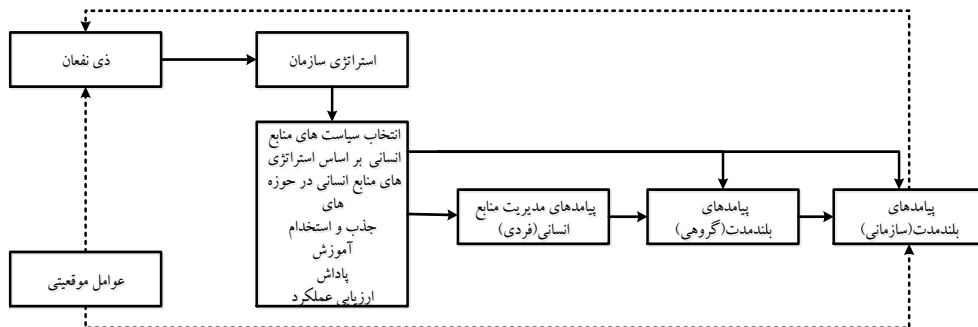 ذی نفعان
استراتژی سازمان
انتخاب سیاست های منابع
انسانی بر اساس استراتژی
های منابع انسانی در حوزه
های
جذب و استخدام
آموزش
پاداش
ارزیابی عملکرد
پیامدهای مدیریت منابع
انسانی(فردی)
پیامدهای
بلندمدت(گروهی)
پیامدهای
بلندمدت(سازمانی)
عوامل موقعیتی